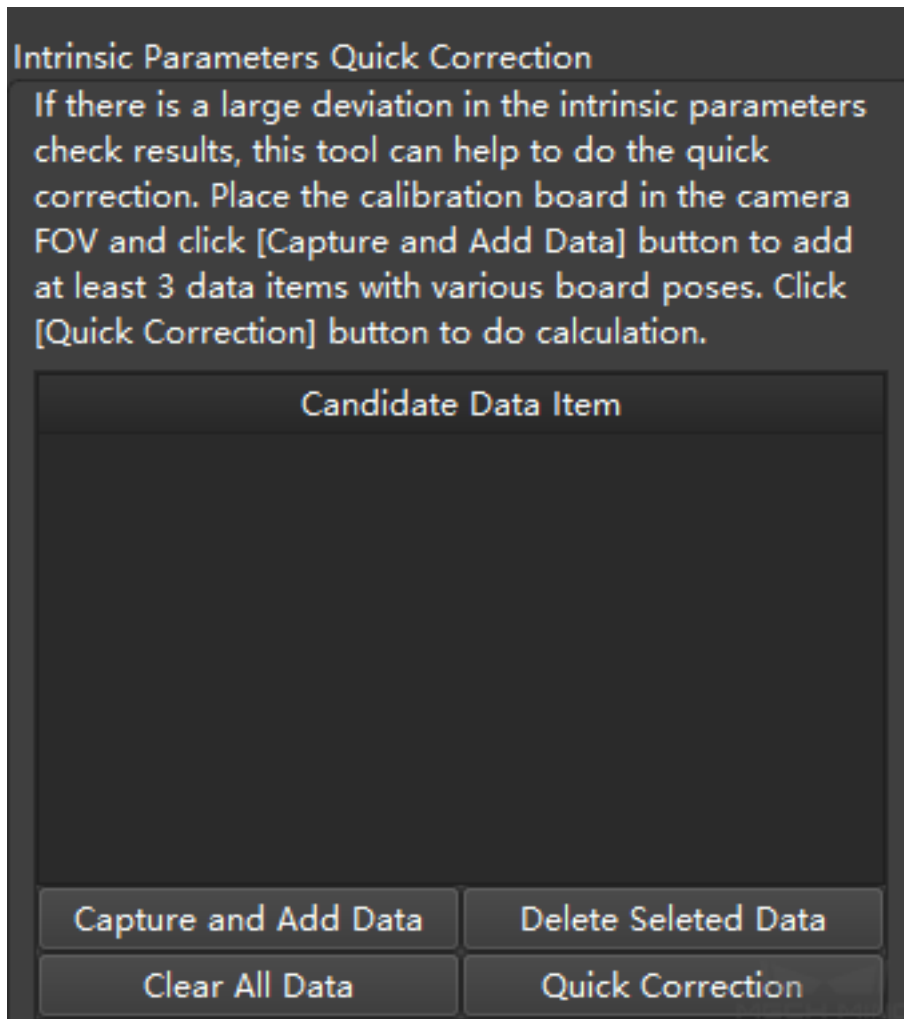 Intrinsic Parameters Quick Correction
If there is a large deviation in the intrinsic parameters
check results, this tool can help to do the quick
correction. Place the calibration board in the camera
FOV and click [Capture and Add Data] button to add
at least 3 data items with various board poses. Click
[Quick Correction] button to do calculation.
Candidate Data Item
Capture and Add Data
Delete Seleted Data
Clear All Data
Quick Correction